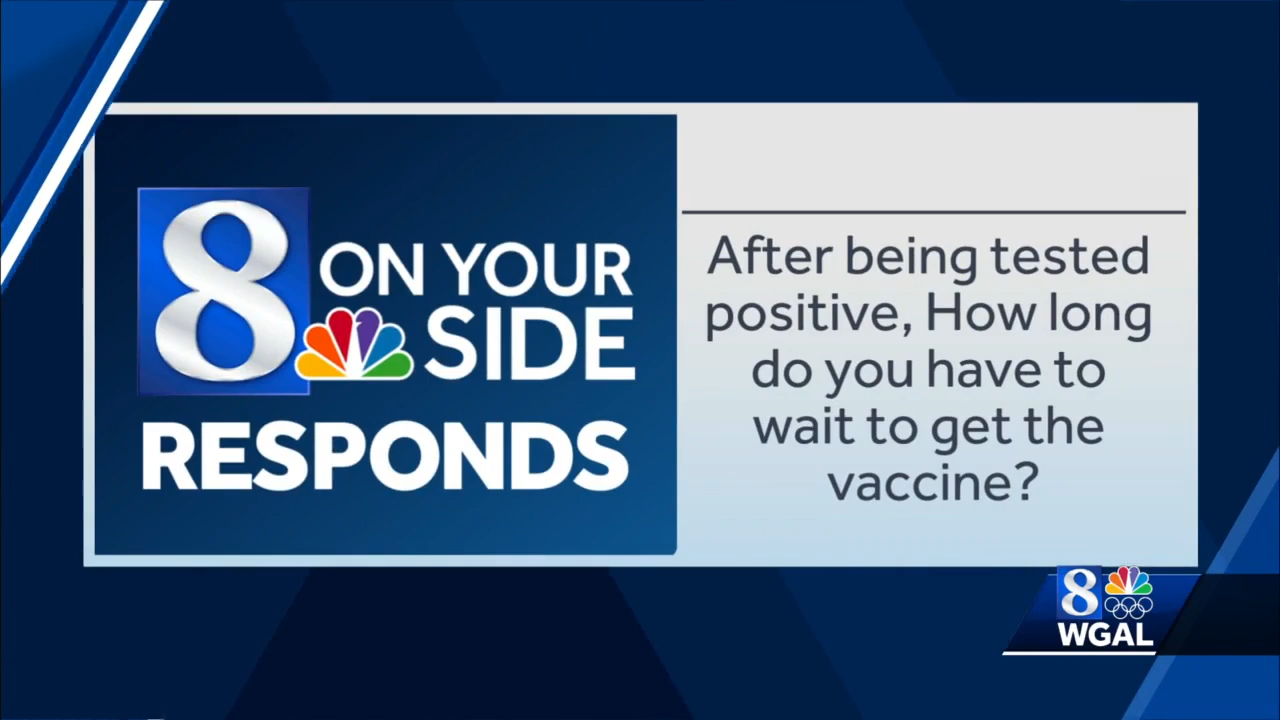 8 ON YOUR
SIDE
RESPONDS
After being tested
positive, How long
do you have to
wait to get the
vaccine?
8
WGAL